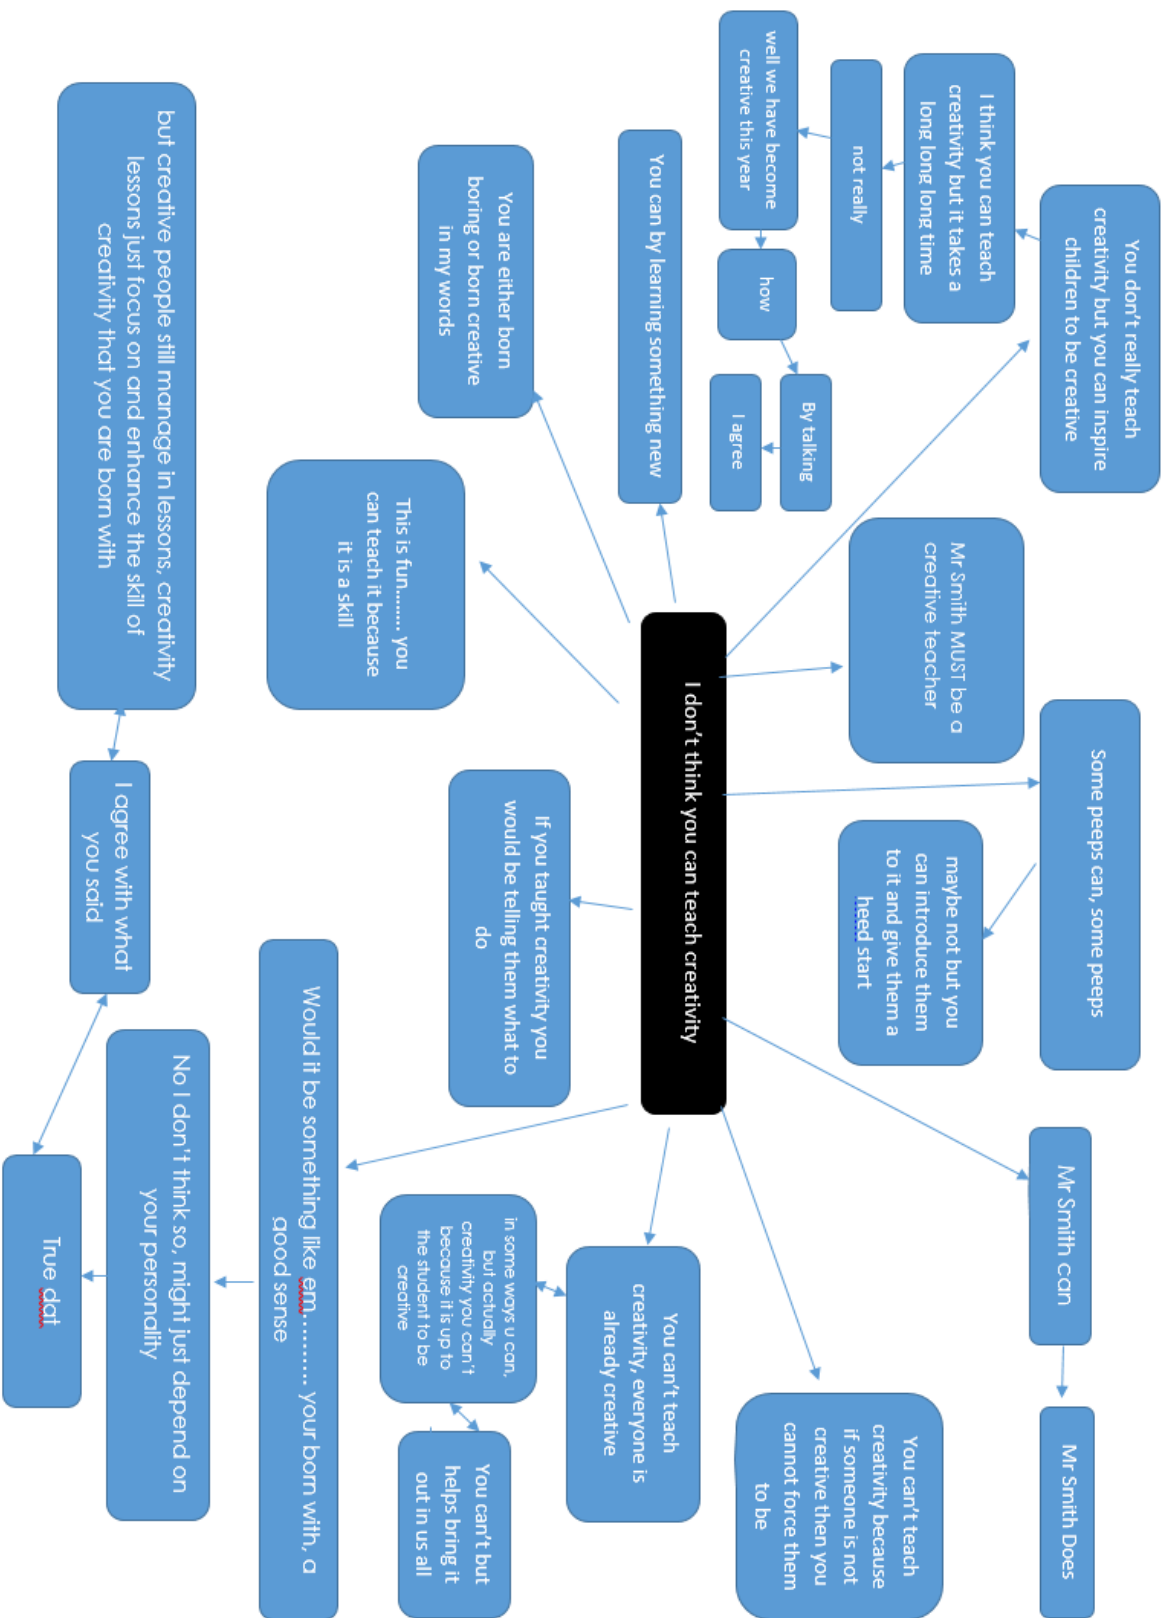 You don't really teach
creativity but you can inspire
children to be creative
I think you can teach
creativity but it takes a
long long long time
not really
well we have become
creative this year
how
By talking
I agree
Mr Smith MUST be a
creative teacher
Some peeps can, some peeps
maybe not but you
can introduce them
to it and give them a
heed start
Mr Smith can
Mr Smith Does
You can by learning something new
I don't think you can teach creativity
You can't teach
creativity because
if someone is not
creative then you
cannot force them
to be
You are either born
boring or born creative
in my words
This is fun........ you
can teach it because
it is a skill
If you taught creativity you
would be telling them what to
do
You can't teach
creativity, everyone is
already creative
in some ways u can,
but actually
creativity you can't
because it is up to
the student to be
creative
You can't but
helps bring it
out in us all
Would it be something like em.......... your born with, a
good sense
but creative people still manage in lessons, creativity
lessons just focus on and enhance the skill of
creativity that you are born with
I agree with what
you said
No I don't think so, might just depend on
your personality
True dat